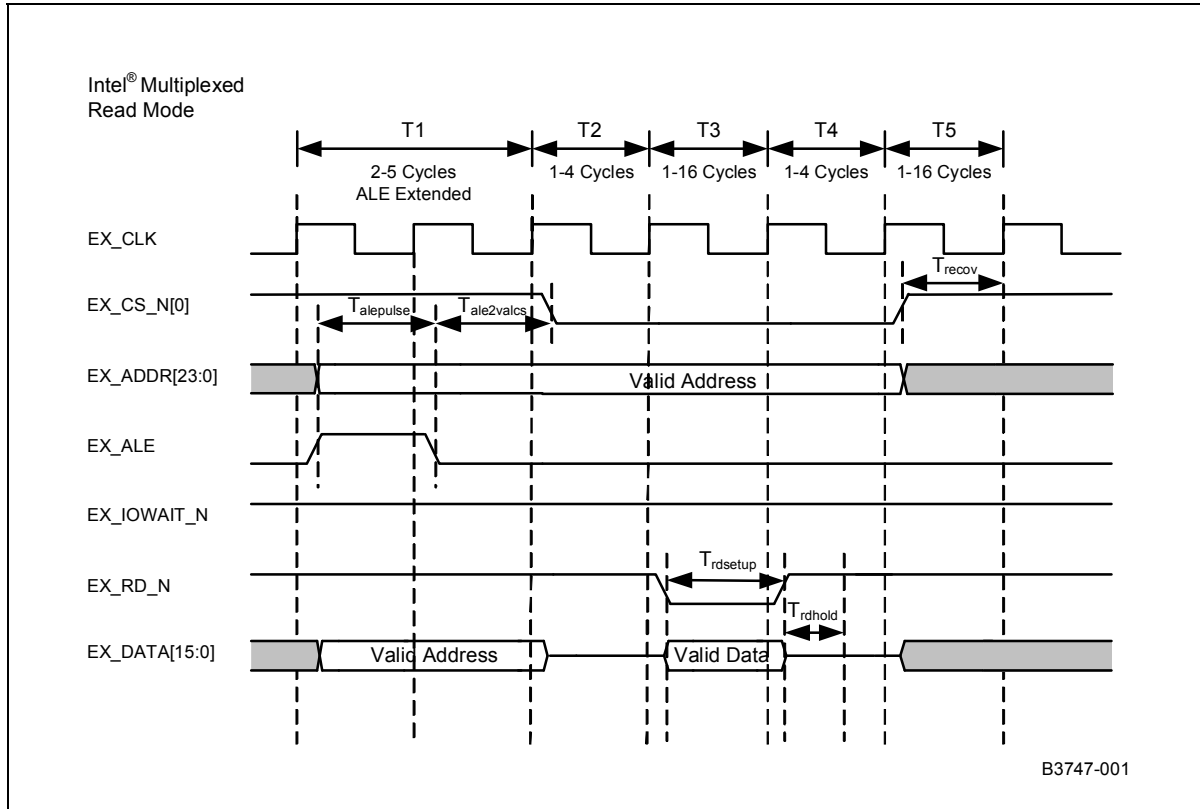 Intel® Multiplexed
Read Mode
T1 T2 T3 T4 T5
2-5 Cycles 1-4 Cycles 1-16 Cycles 1-4 Cycles 1-16 Cycles
ALE Extended
EX_CLK
Trecov
EX_CS_N[0]
Talepulse Tale2valcs
EX_ADDR[23:0] Valid Address
EX_ALE
EX_IOWAIT_N
Trdsetup
EX_RD_N
Trdhold
EX_DATA[15:0] Valid Address Valid Data
B3747-001